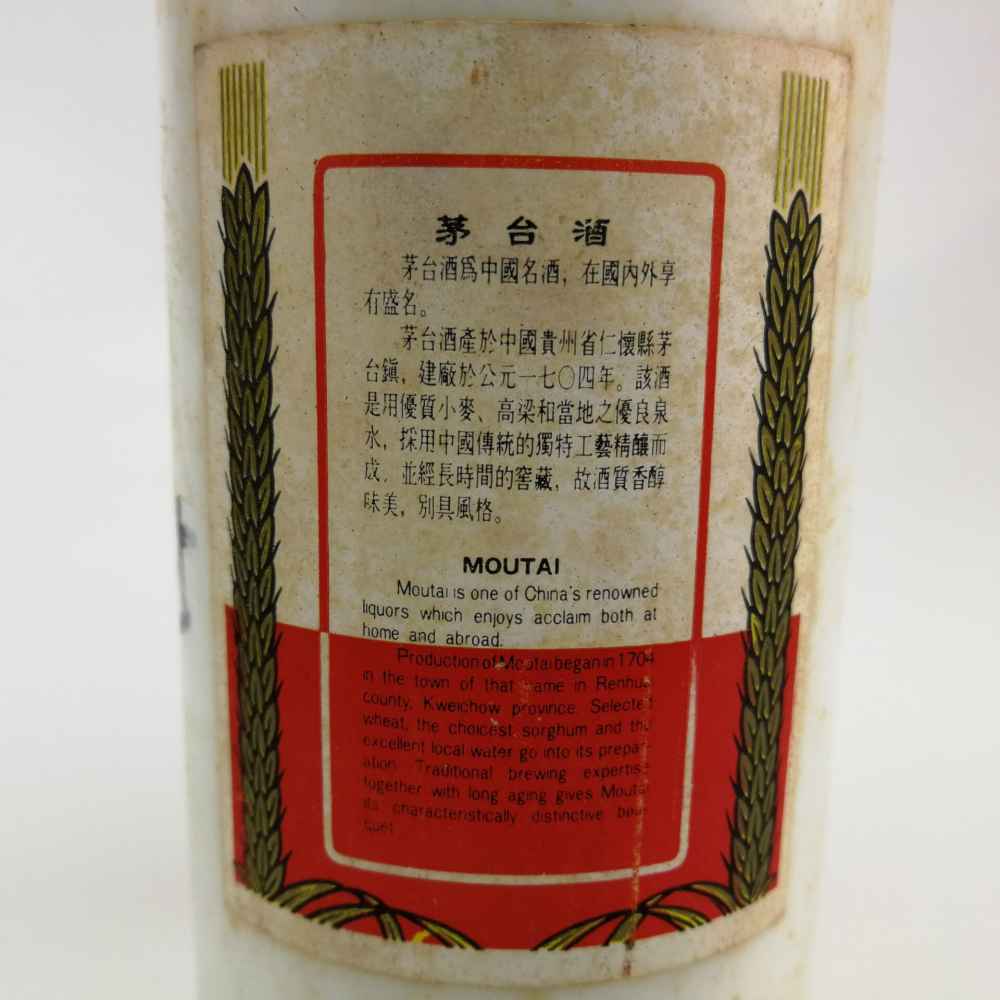 茅台酒
茅台酒爲中國名酒，在國內外享
有盛名。
茅台酒產於中國貴州省仁懷縣茅
台鎮，建廠於公元一七〇四年。該酒
是用優質小麥、高梁和當地之優良泉
水，採用中國傳統的獨特工藝精釀而
成，並經長時間的窖藏，故酒質香醇
味美，別具風格。
MOUTAI
Moutai is one of China's renowned
liquors which enjoys acclaim both at
home and abroad.
Production of Moutai began in 1704
in the town of that name in Renhuai
county, Kweichow province. Selected
wheat, the choicest sorghum and the
excellent local water go into its prepar-
ation. Traditional brewing expertise
together with long aging gives Moutai
its characteristically distinctive bou-
quet.